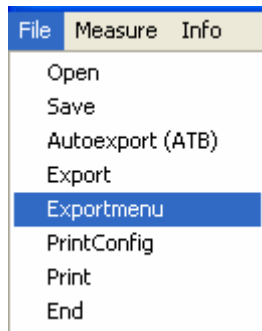 File Measure Info
Open
Save
Autoexport (ATB)
Export
Exportmenu
PrintConfig
Print
End